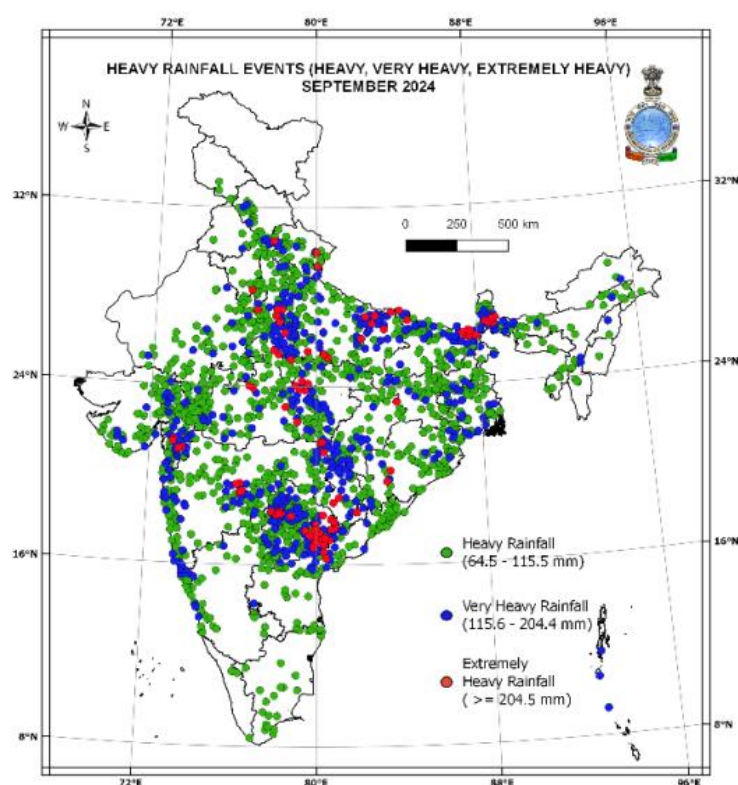 72°E
80°E
88°E
96°E
HEAVY RAINFALL EVENTS (HEAVY, VERY HEAVY, EXTREMELY HEAVY)
SEPTEMBER 2024
N
W E
S
32°N
32°N
0 250 500 km
24°N
24°N
16°N
16°N
Heavy Rainfall
(64.5 - 115.5 mm)
Very Heavy Rainfall
(115.6 - 204.4 mm)
Extremely
Heavy Rainfall
( >= 204.5 mm)
8°N
8°N
72°E
80°E
88°E
96°E